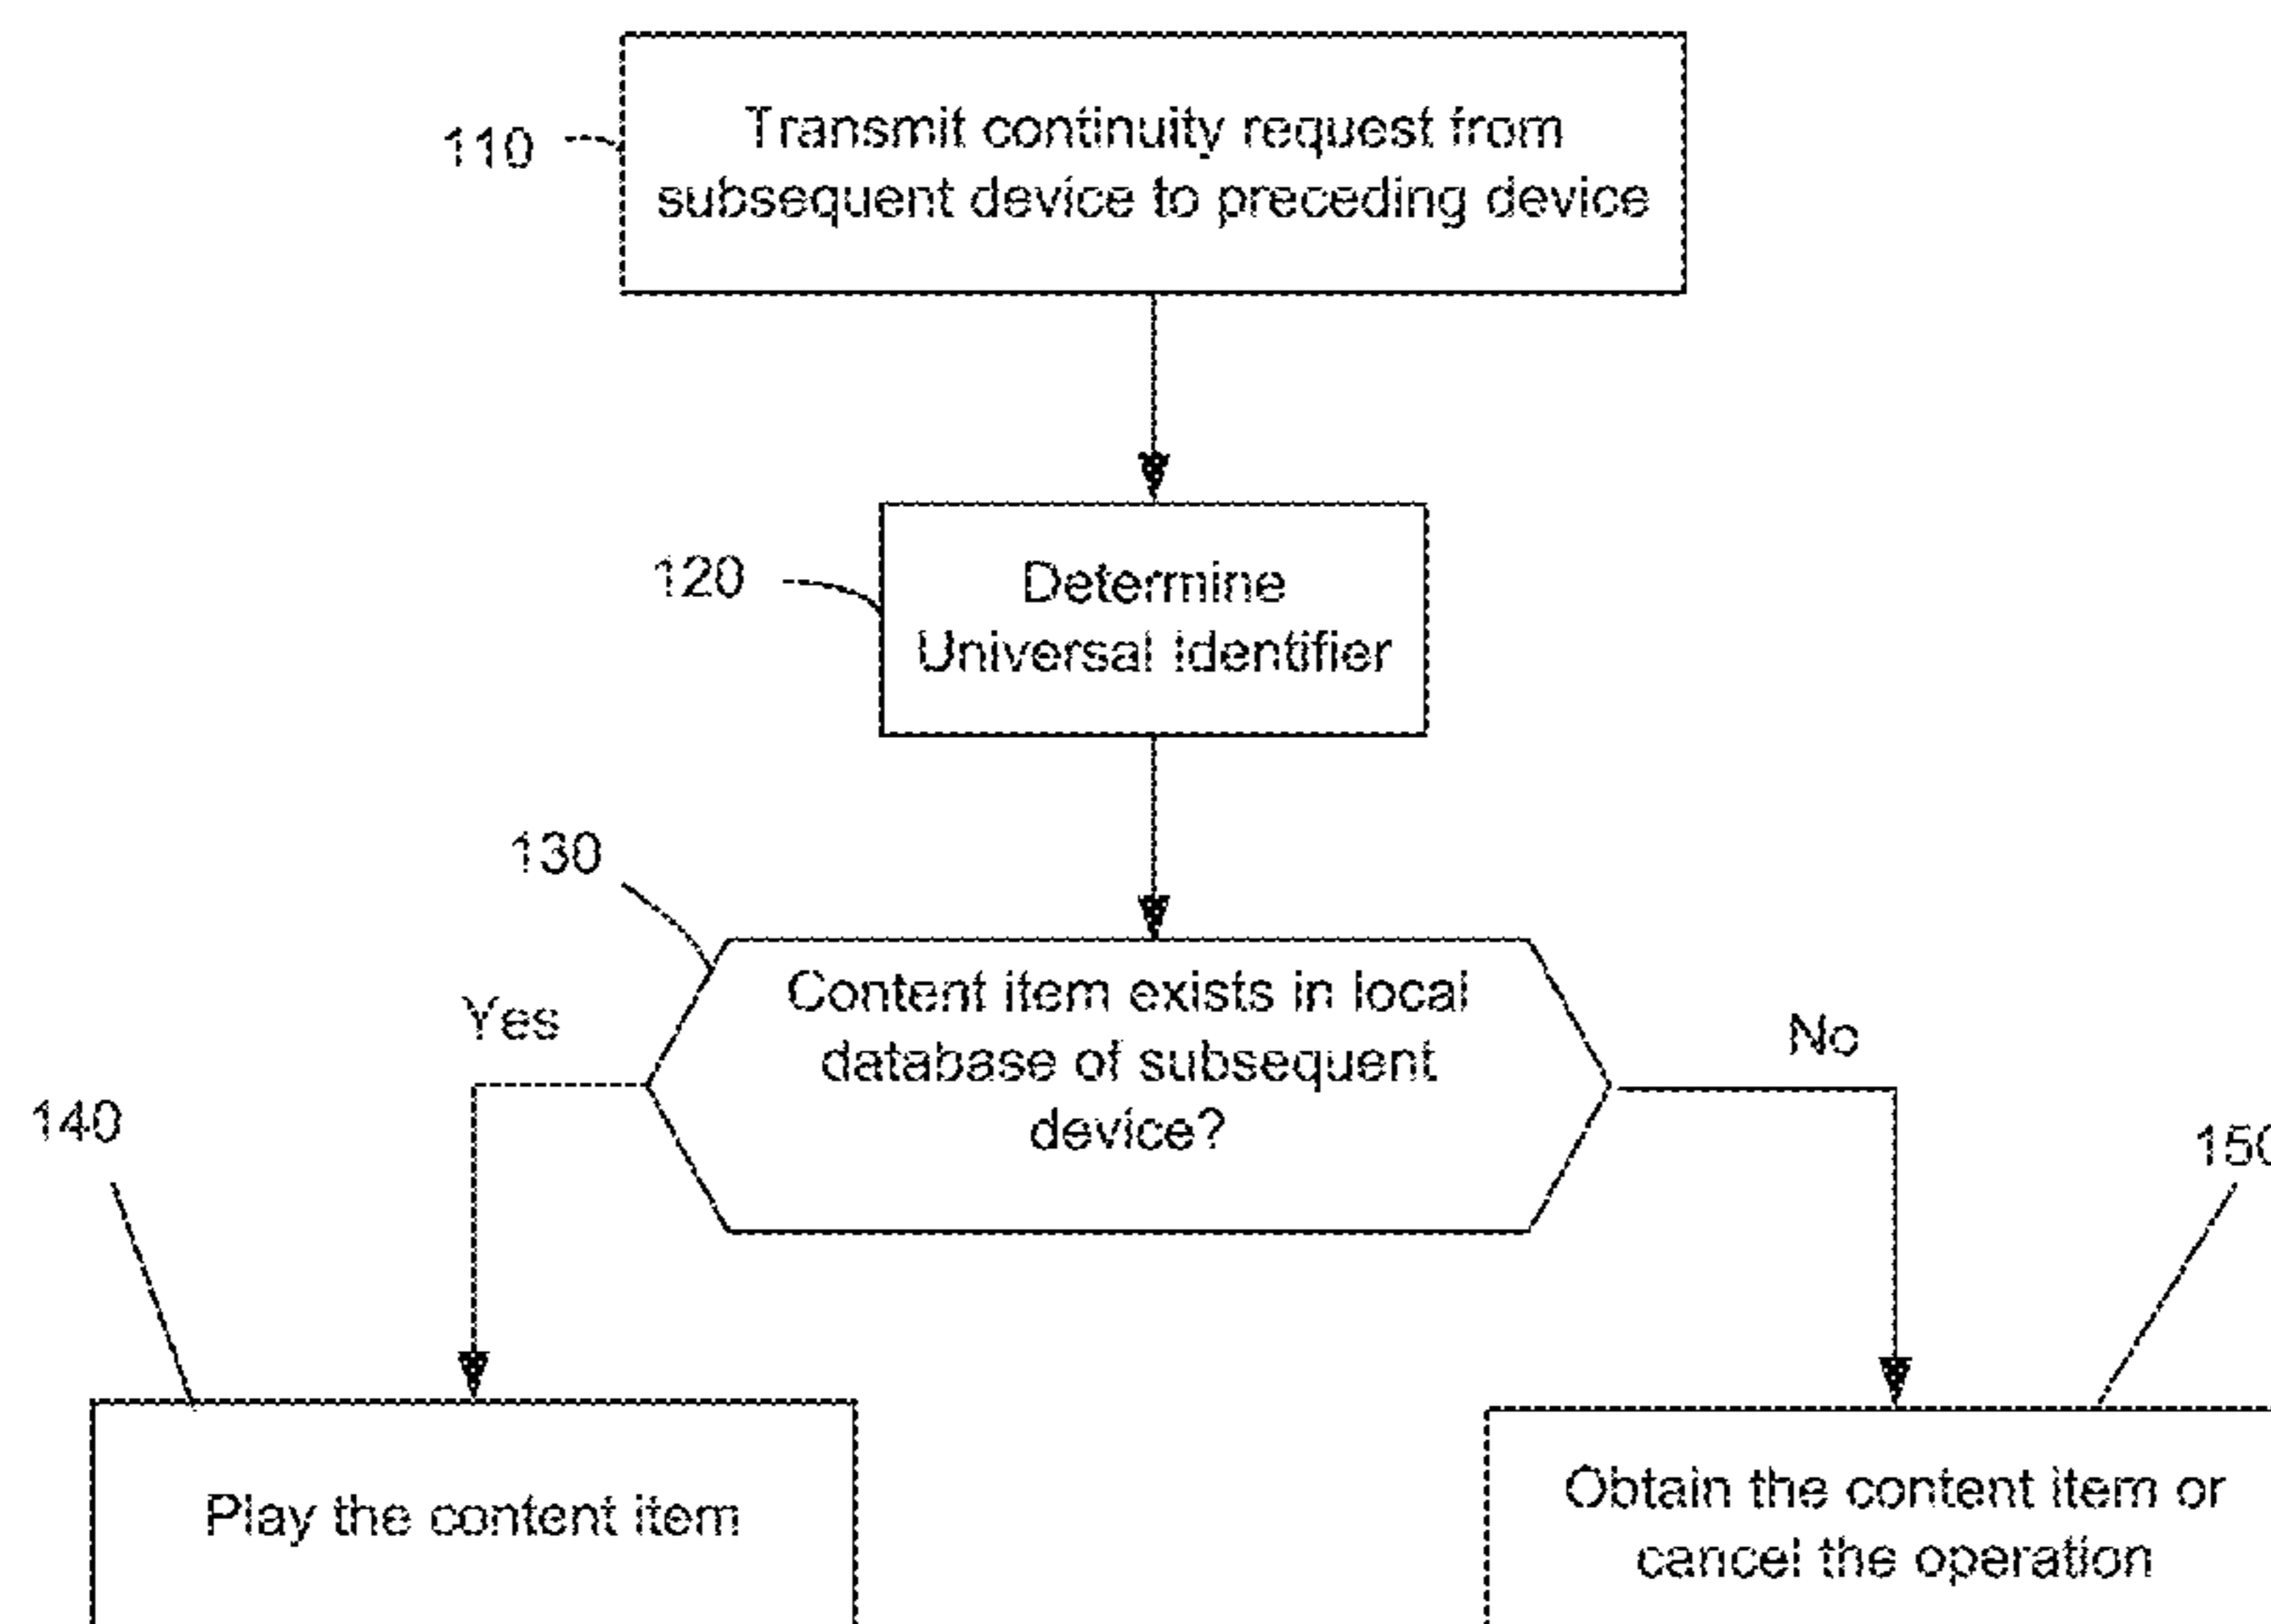 110
Transmit continuity request from
subsequent device to preceding device
120
Determine
Universal Identifier
130
Content item exists in local
database of subsequent
device?
Yes
No
140
150
Play the content item
Obtain the content item or
cancel the operation